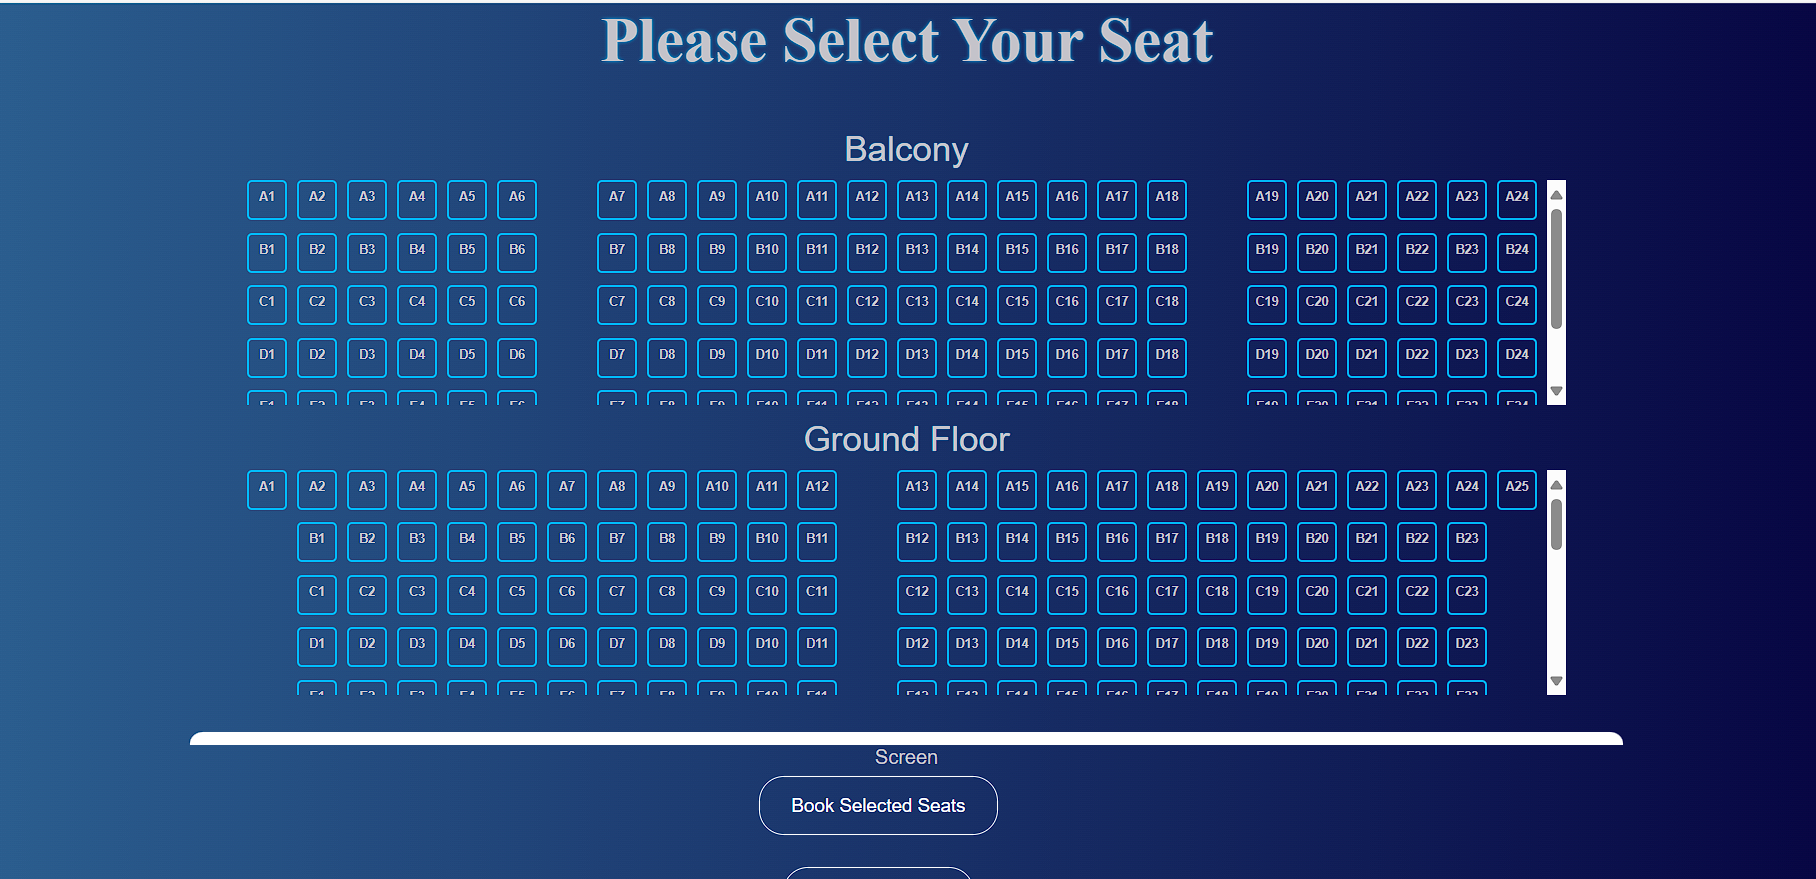 Please Select Your Seat
Balcony
A1 A2 A3 A4 A5 A6 A7 A8 A9 A10 A11 A12 A13 A14 A15 A16 A17 A18 A19 A20 A21 A22 A23 A24
B1 B2 B3 B4 B5 B6 B7 B8 B9 B10 B11 B12 B13 B14 B15 B16 B17 B18 B19 B20 B21 B22 B23 B24
C1 C2 C3 C4 C5 C6 C7 C8 C9 C10 C11 C12 C13 C14 C15 C16 C17 C18 C19 C20 C21 C22 C23 C24
D1 D2 D3 D4 D5 D6 D7 D8 D9 D10 D11 D12 D13 D14 D15 D16 D17 D18 D19 D20 D21 D22 D23 D24
Ground Floor
A1 A2 A3 A4 A5 A6 A7 A8 A9 A10 A11 A12 A13 A14 A15 A16 A17 A18 A19 A20 A21 A22 A23 A24 A25
B1 B2 B3 B4 B5 B6 B7 B8 B9 B10 B11 B12 B13 B14 B15 B16 B17 B18 B19 B20 B21 B22 B23
C1 C2 C3 C4 C5 C6 C7 C8 C9 C10 C11 C12 C13 C14 C15 C16 C17 C18 C19 C20 C21 C22 C23
D1 D2 D3 D4 D5 D6 D7 D8 D9 D10 D11 D12 D13 D14 D15 D16 D17 D18 D19 D20 D21 D22 D23
Screen
Book Selected Seats